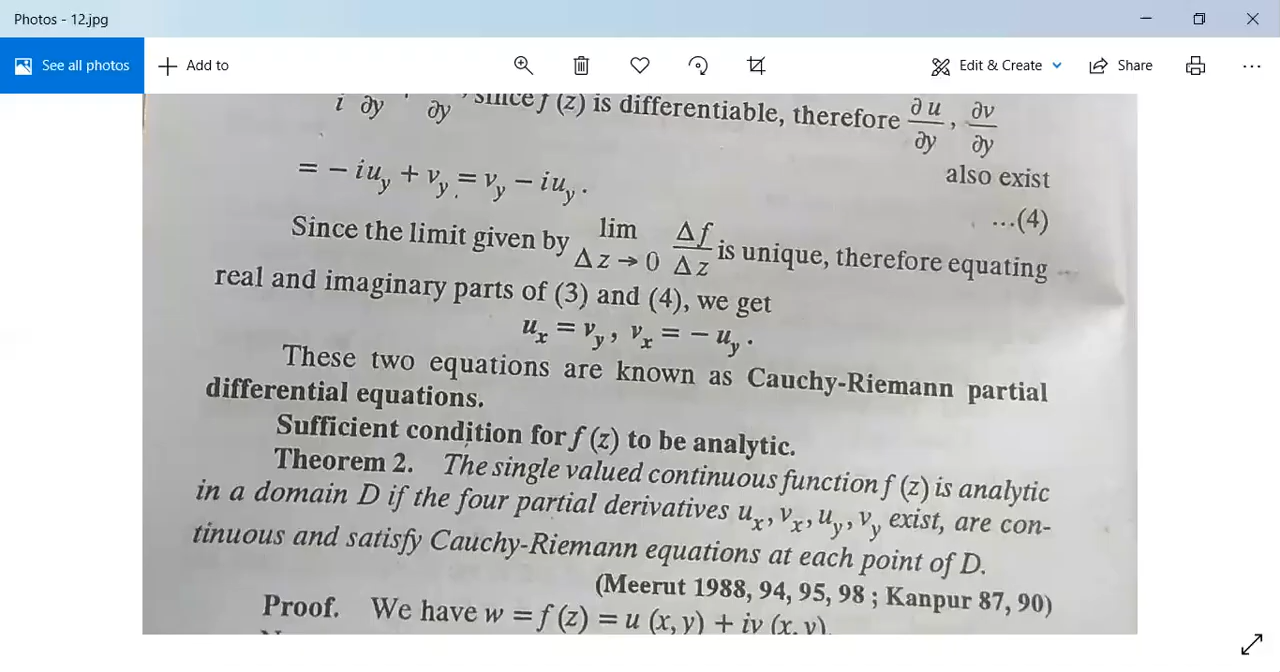 Photos - 12.jpg
See all photos
Add to
Edit & Create
Share
i ∂y ∂y , since f (z) is differentiable, therefore ∂u/∂y , ∂v/∂y
also exist
= − iu_y + v_y = v_y − iu_y .
...(4)
Since the limit given by lim Δz → 0 Δf/Δz is unique, therefore equating
real and imaginary parts of (3) and (4), we get
u_x = v_y , v_x = − u_y .
These two equations are known as Cauchy-Riemann partial
differential equations.
Sufficient condition for f (z) to be analytic.
Theorem 2. The single valued continuous function f (z) is analytic
in a domain D if the four partial derivatives u_x, v_x, u_y, v_y exist, are con-
tinuous and satisfy Cauchy-Riemann equations at each point of D.
(Meerut 1988, 94, 95, 98 ; Kanpur 87, 90)
Proof. We have w = f (z) = u (x, y) + iv (x, y)